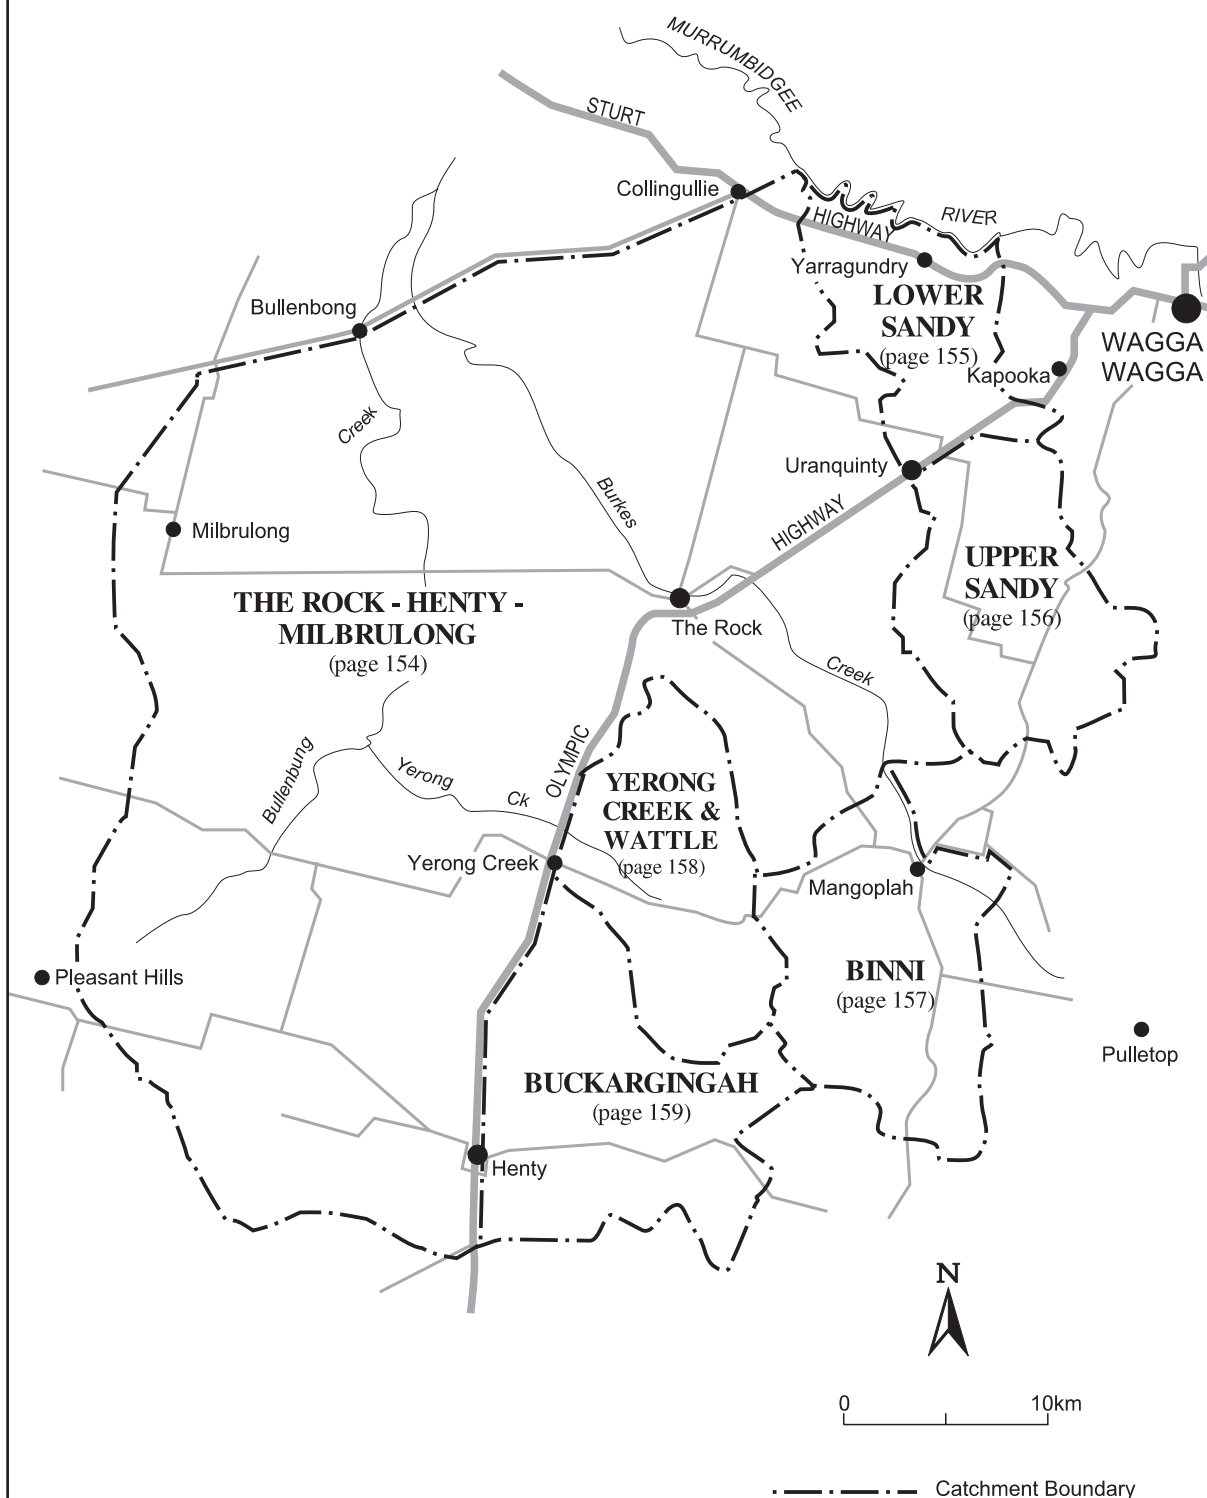 MURRUMBIDGEE
STURT
Collingullie
HIGHWAY
RIVER
Yarragundry
Bullenbong
LOWER
SANDY
(page 155)
WAGGA
WAGGA
Kapooka
Creek
Uranquinty
Burkes
HIGHWAY
Milbrulong
UPPER
SANDY
(page 156)
THE ROCK - HENTY -
MILBRULONG
(page 154)
The Rock
Creek
OLYMPIC
Bullenbung
Yerong
Ck
YERONG
CREEK &
WATTLE
(page 158)
Yerong Creek
Mangoplah
Pleasant Hills
BINNI
(page 157)
Pulletop
BUCKARGINGAH
(page 159)
Henty
N
0 10km
Catchment Boundary